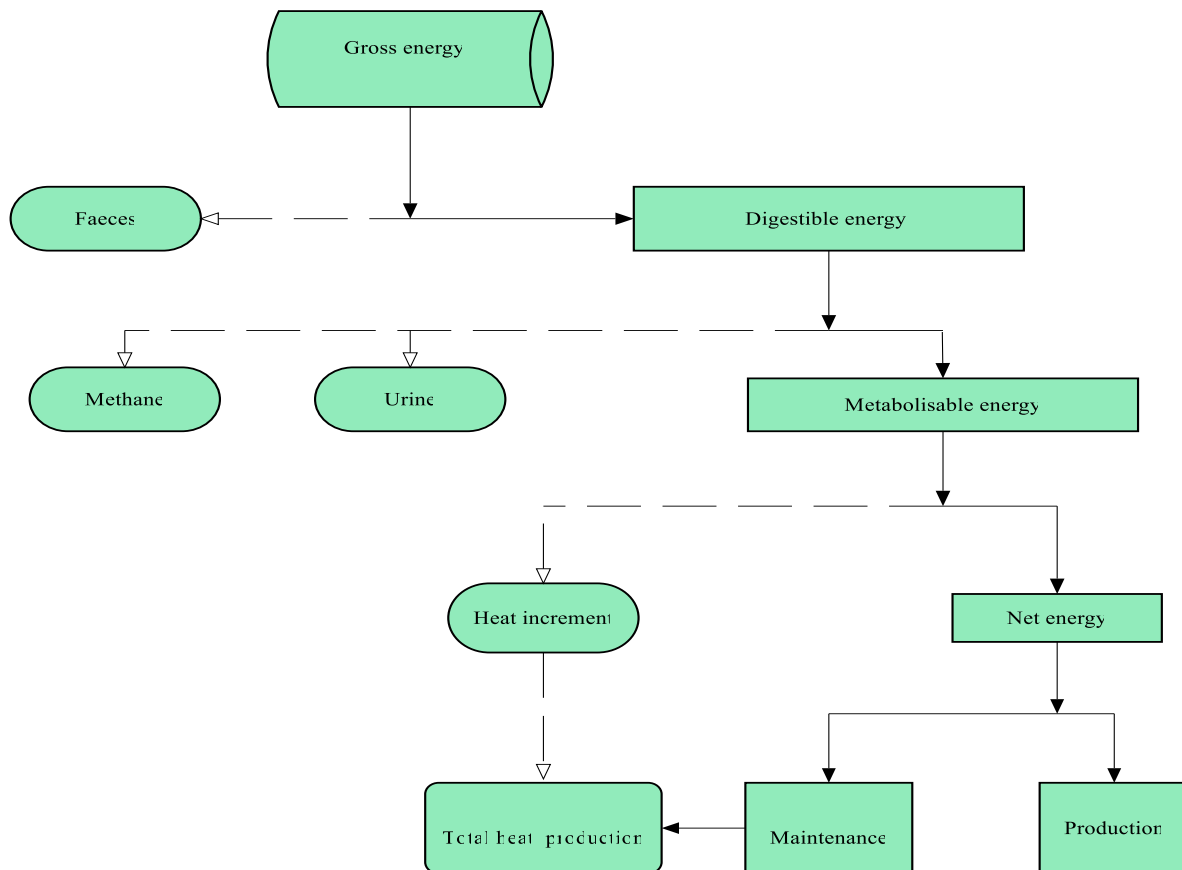 Gross energy
Faeces
Digestible energy
Methane
Urine
Metabolisable energy
Heat increment
Net energy
Total heat production
Maintenance
Production